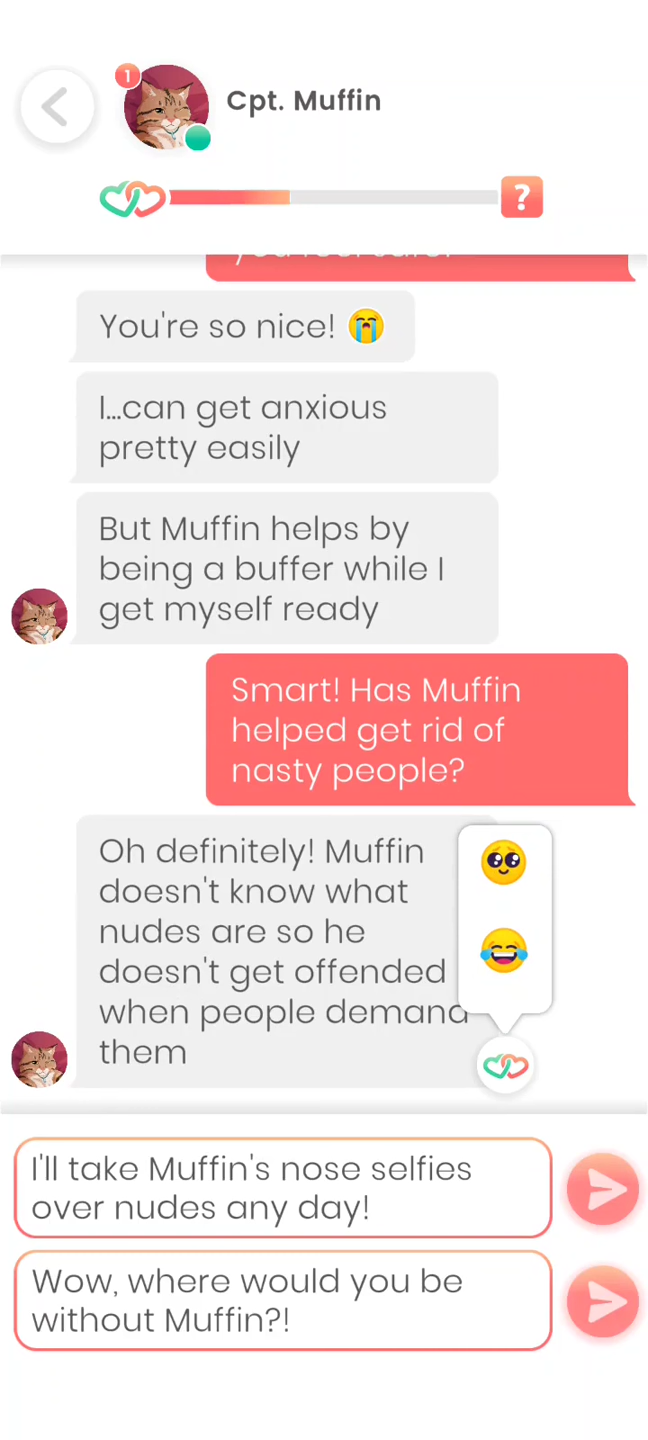 1
Cpt. Muffin
?
You're so nice! 😭
I...can get anxious
pretty easily
But Muffin helps by
being a buffer while I
get myself ready
Smart! Has Muffin
helped get rid of
nasty people?
Oh definitely! Muffin
doesn't know what
nudes are so he
doesn't get offended
when people demand
them
I'll take Muffin's nose selfies
over nudes any day!
Wow, where would you be
without Muffin?!